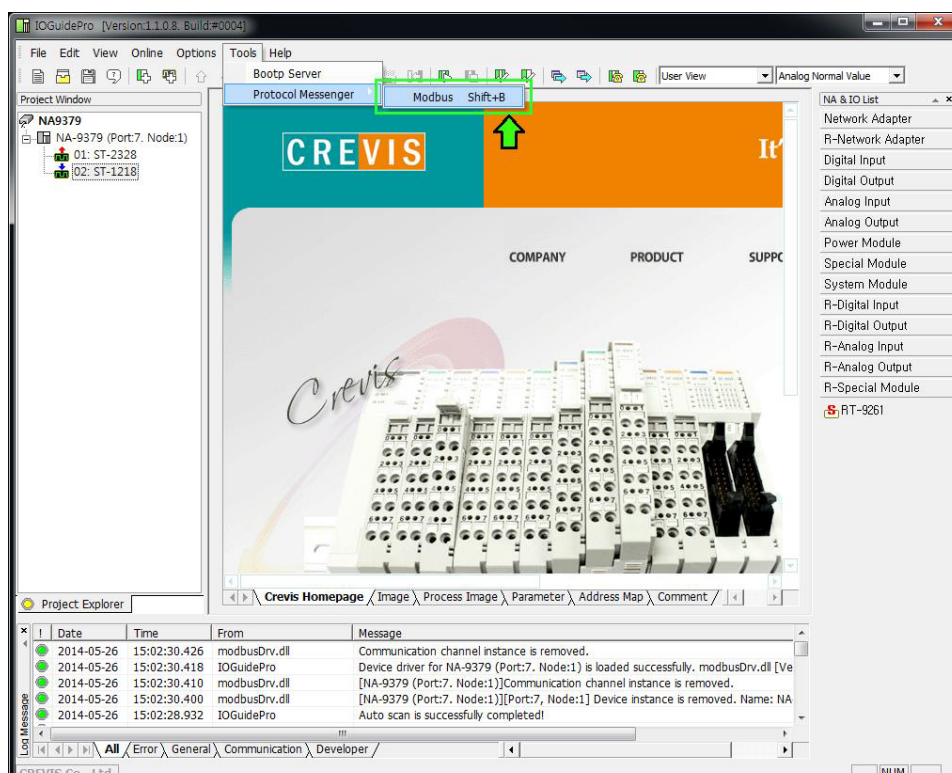 IOGuidePro [Version:1.1.0.8. Build:#0004]
File Edit View Online Options Tools Help
Bootp Server
Protocol Messenger
Modbus Shift+B
User View
Analog Normal Value
Project Window
NA9379
NA-9379 (Port:7. Node:1)
01: ST-2328
02: ST-1218
Project Explorer
CREVIS
It'
COMPANY PRODUCT SUPPC
Crevis
Crevis Homepage Image Process Image Parameter Address Map Comment
NA & IO List
Network Adapter
R-Network Adapter
Digital Input
Digital Output
Analog Input
Analog Output
Power Module
Special Module
System Module
R-Digital Input
R-Digital Output
R-Analog Input
R-Analog Output
R-Special Module
RT-9261
! Date Time From Message
2014-05-26 15:02:30.426 modbusDrv.dll Communication channel instance is removed.
2014-05-26 15:02:30.418 IOGuidePro Device driver for NA-9379 (Port:7. Node:1) is loaded successfully. modbusDrv.dll [Ve
2014-05-26 15:02:30.410 modbusDrv.dll [NA-9379 (Port:7. Node:1)]Communication channel instance is removed.
2014-05-26 15:02:30.400 modbusDrv.dll [NA-9379 (Port:7. Node:1)][Port:7, Node:1] Device instance is removed. Name: NA-
2014-05-26 15:02:28.932 IOGuidePro Auto scan is successfully completed!
Log Message
All Error General Communication Developer
CREVIS Co., Ltd.
NUM